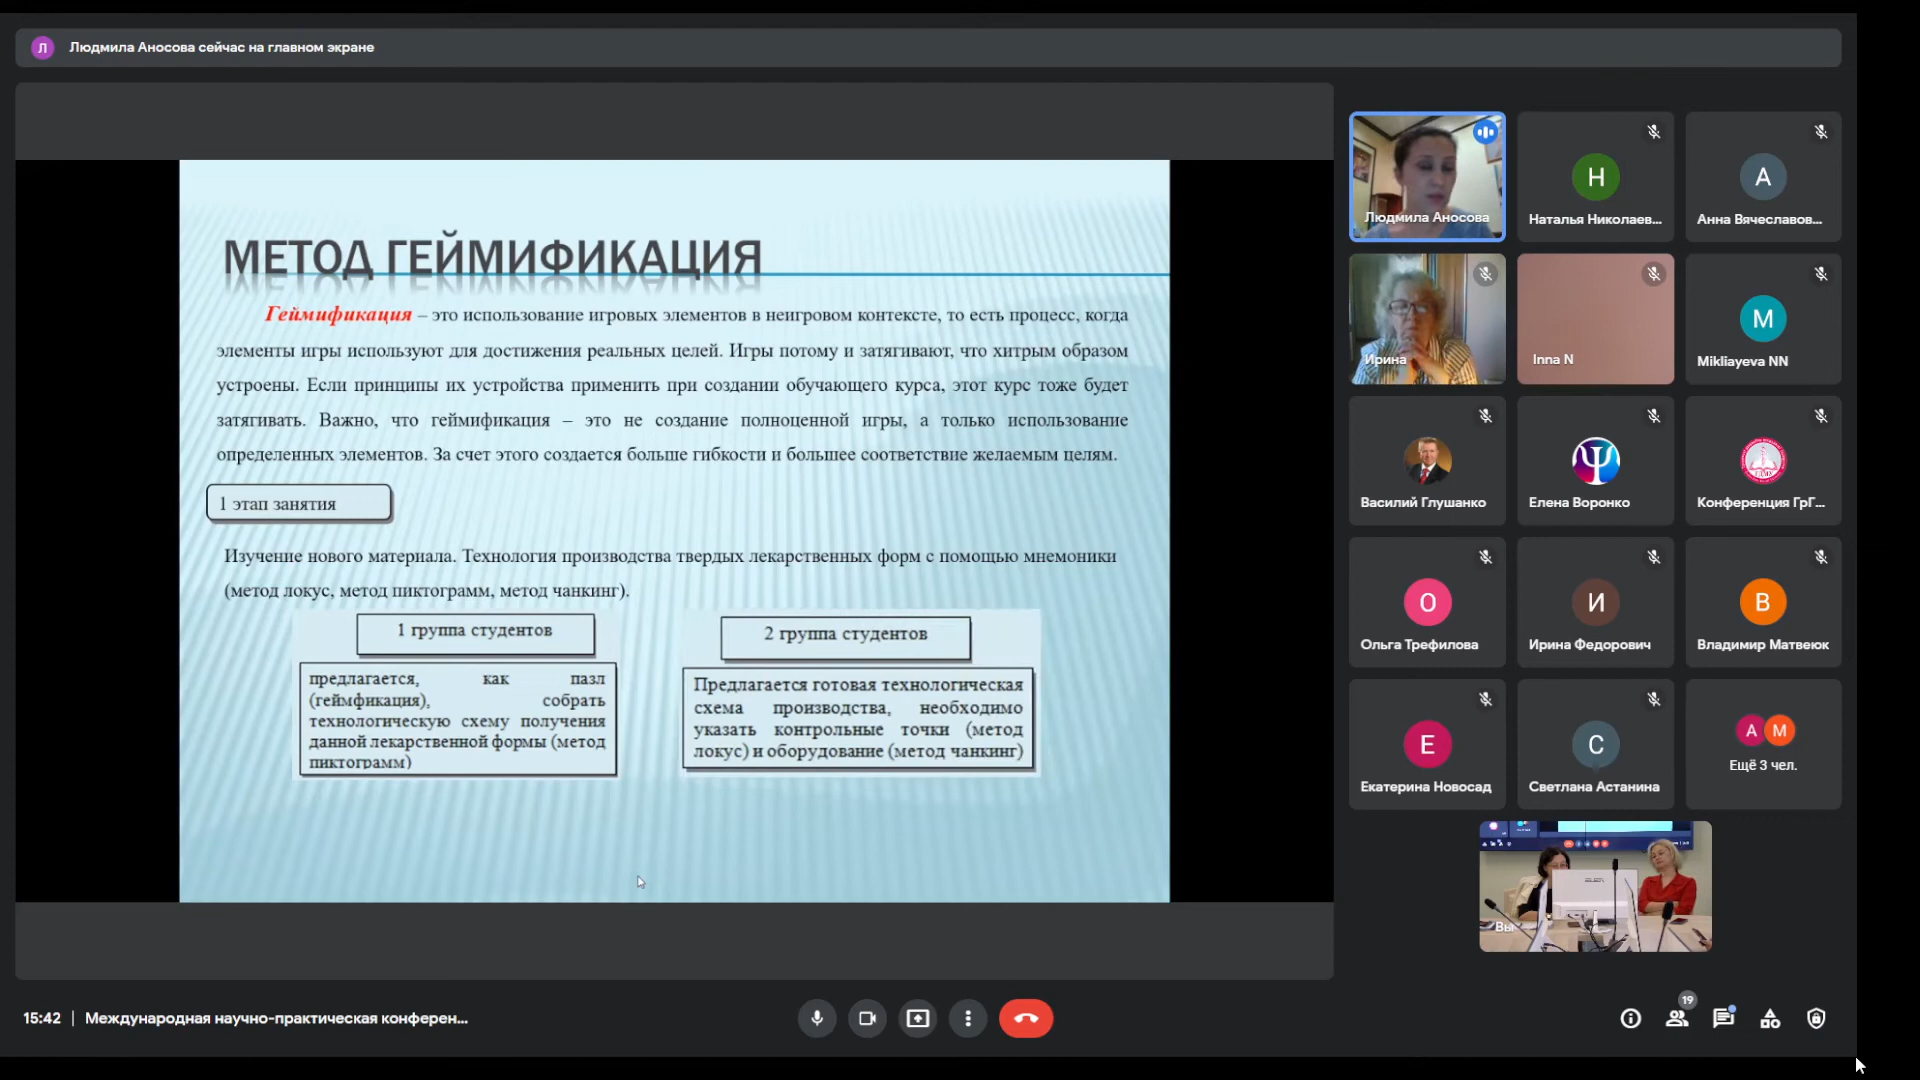 Л
Людмила Аносова сейчас на главном экране
МЕТОД ГЕЙМИФИКАЦИЯ
Геймификация – это использование игровых элементов в неигровом контексте, то есть процесс, когда
элементы игры используют для достижения реальных целей. Игры потому и затягивают, что хитрым образом
устроены. Если принципы их устройства применить при создании обучающего курса, этот курс тоже будет
затягивать. Важно, что геймификация – это не создание полноценной игры, а только использование
определенных элементов. За счет этого создается больше гибкости и большее соответствие желаемым целям.
1 этап занятия
Изучение нового материала. Технология производства твердых лекарственных форм с помощью мнемоники
(метод локус, метод пиктограмм, метод чанкинг).
1 группа студентов
предлагается, как пазл
(геймфикация), собрать
технологическую схему получения
данной лекарственной формы (метод
пиктограмм)
2 группа студентов
Предлагается готовая технологическая
схема производства, необходимо
указать контрольные точки (метод
локус) и оборудование (метод чанкинг)
Людмила Аносова
Н
Наталья Николаев...
А
Анна Вячеславов...
Ирина
Inna N
M
Mikliayeva NN
Василий Глушанко
Ψ
Елена Воронко
Конференция ГрГ...
О
Ольга Трефилова
И
Ирина Федорович
В
Владимир Матвеюк
Е
Екатерина Новосад
С
Светлана Астанина
А М
Ещё 3 чел.
Вы
15:42 | Международная научно-практическая конферен...
19